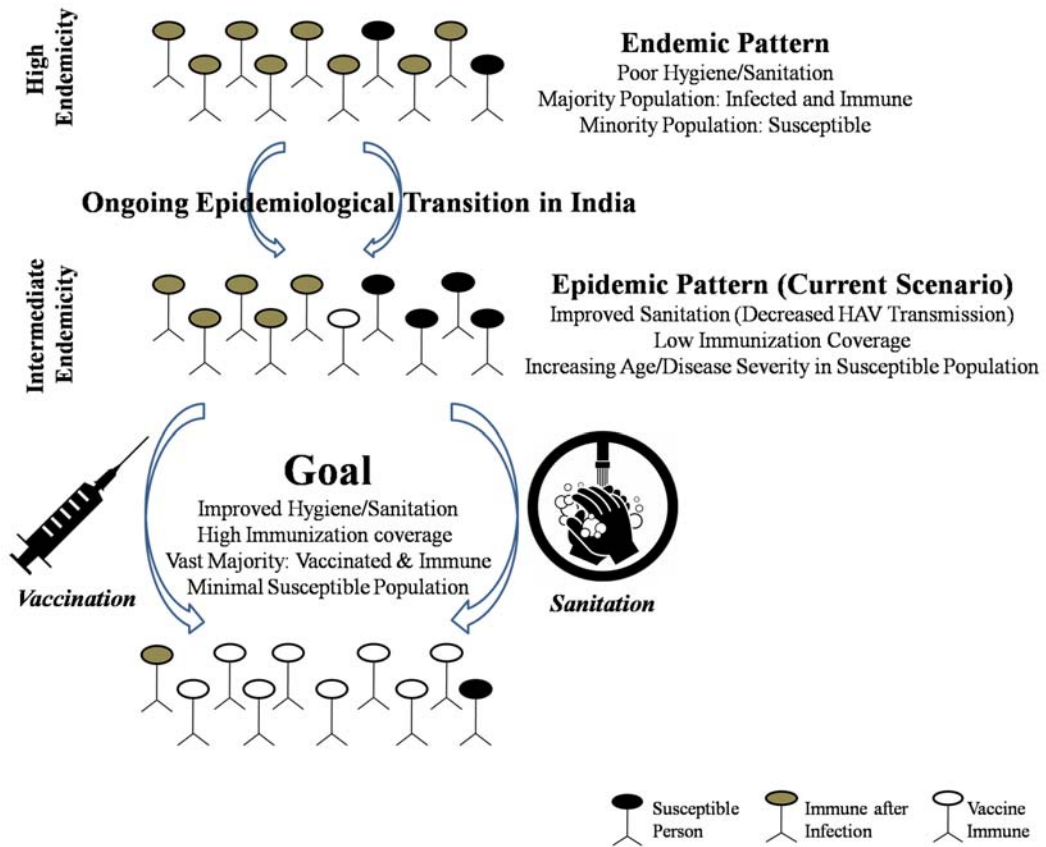 High
Endemicity
Endemic Pattern
Poor Hygiene/Sanitation
Majority Population: Infected and Immune
Minority Population: Susceptible
Ongoing Epidemiological Transition in India
Intermediate
Endemicity
Epidemic Pattern (Current Scenario)
Improved Sanitation (Decreased HAV Transmission)
Low Immunization Coverage
Increasing Age/Disease Severity in Susceptible Population
Goal
Improved Hygiene/Sanitation
High Immunization coverage
Vast Majority: Vaccinated & Immune
Minimal Susceptible Population
Vaccination
Sanitation
Susceptible
Person
Immune after
Infection
Vaccine
Immune